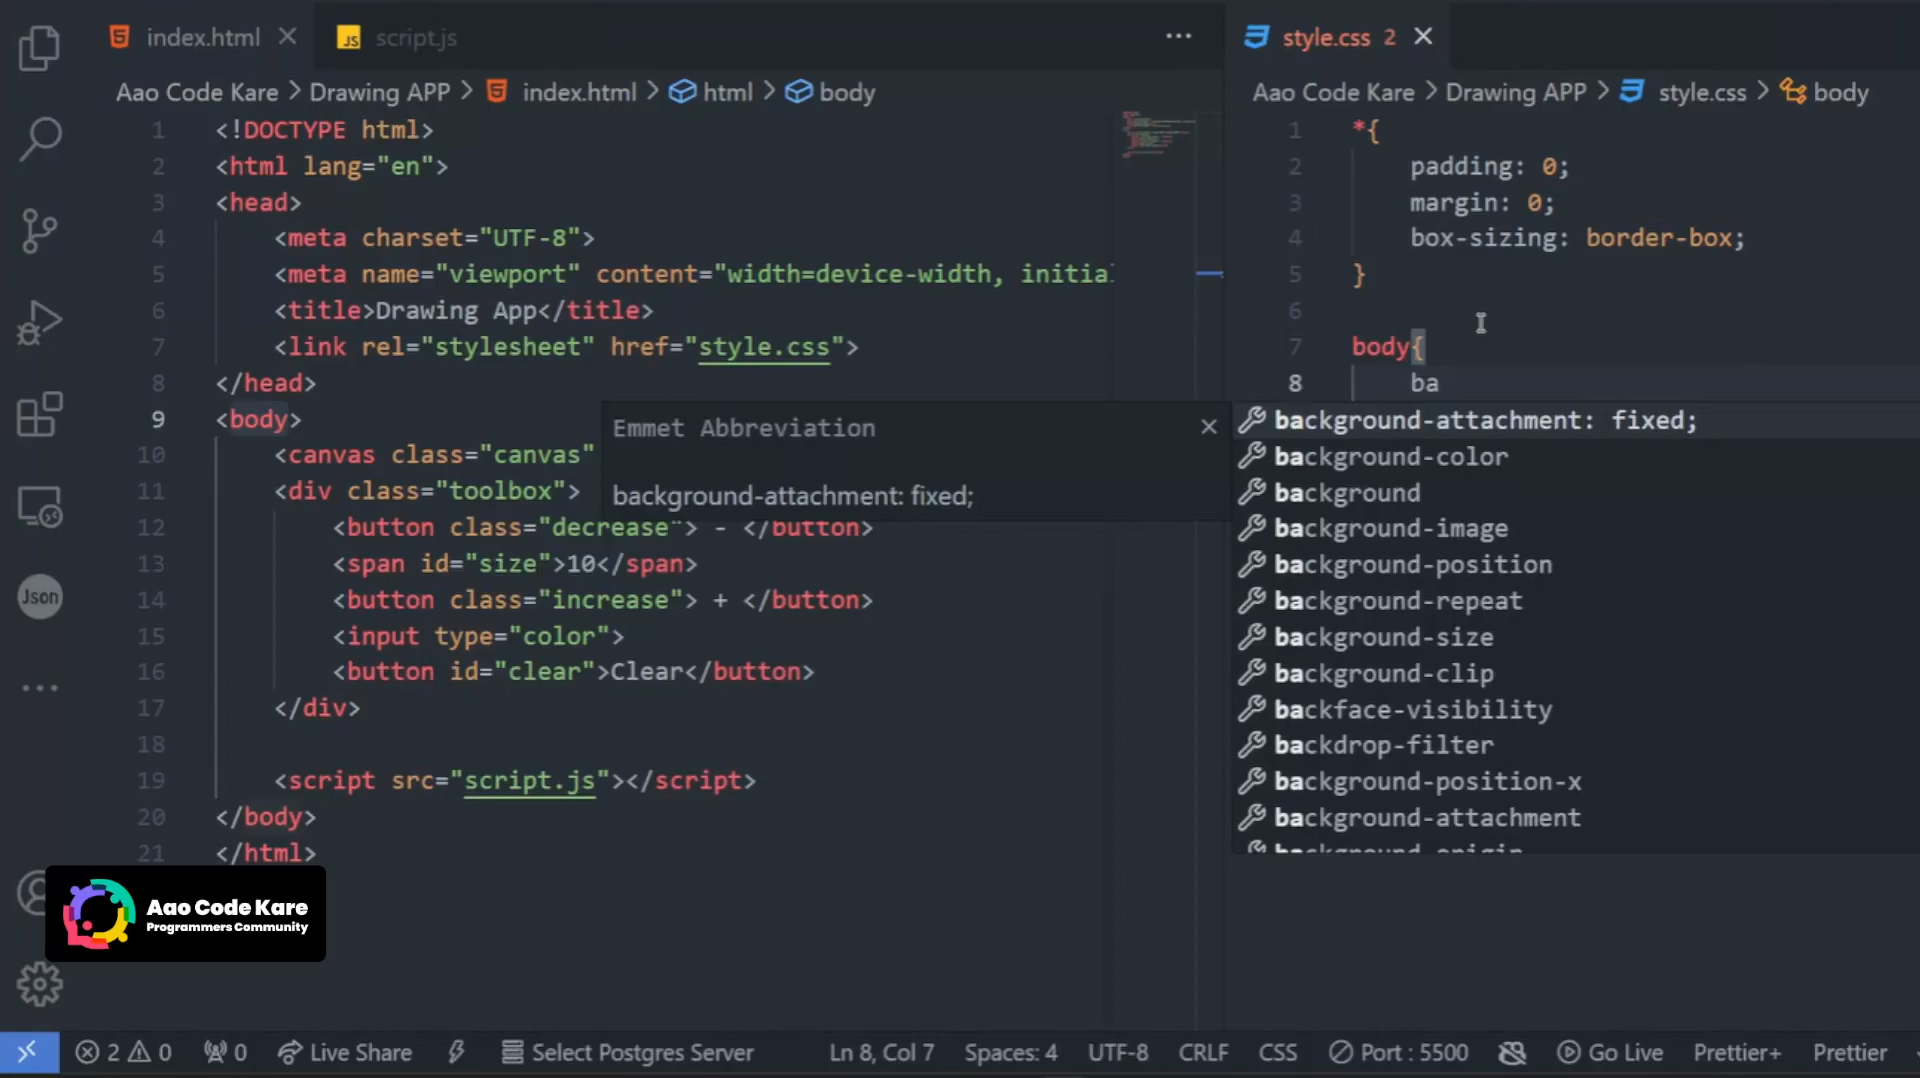 index.html
script.js
Aao Code Kare > Drawing APP > index.html > html > body
1 <!DOCTYPE html>
2 <html lang="en">
3 <head>
4 <meta charset="UTF-8">
5 <meta name="viewport" content="width=device-width, initial
6 <title>Drawing App</title>
7 <link rel="stylesheet" href="style.css">
8 </head>
9 <body>
10 <canvas class="canvas"
11 <div class="toolbox">
12 <button class="decrease"> - </button>
13 <span id="size">10</span>
14 <button class="increase"> + </button>
15 <input type="color">
16 <button id="clear">Clear</button>
17 </div>
18
19 <script src="script.js"></script>
20 </body>
21 </html>
Emmet Abbreviation
background-attachment: fixed;
style.css 2
Aao Code Kare > Drawing APP > style.css > body
1 *{
2 padding: 0;
3 margin: 0;
4 box-sizing: border-box;
5 }
6
7 body{
8 ba
background-attachment: fixed;
background-color
background
background-image
background-position
background-repeat
background-size
background-clip
backface-visibility
backdrop-filter
background-position-x
background-attachment
Json
Aao Code Kare
Programmers Community
2 0 0 Live Share Select Postgres Server Ln 8, Col 7 Spaces: 4 UTF-8 CRLF CSS Port : 5500 Go Live Prettier+ Prettier